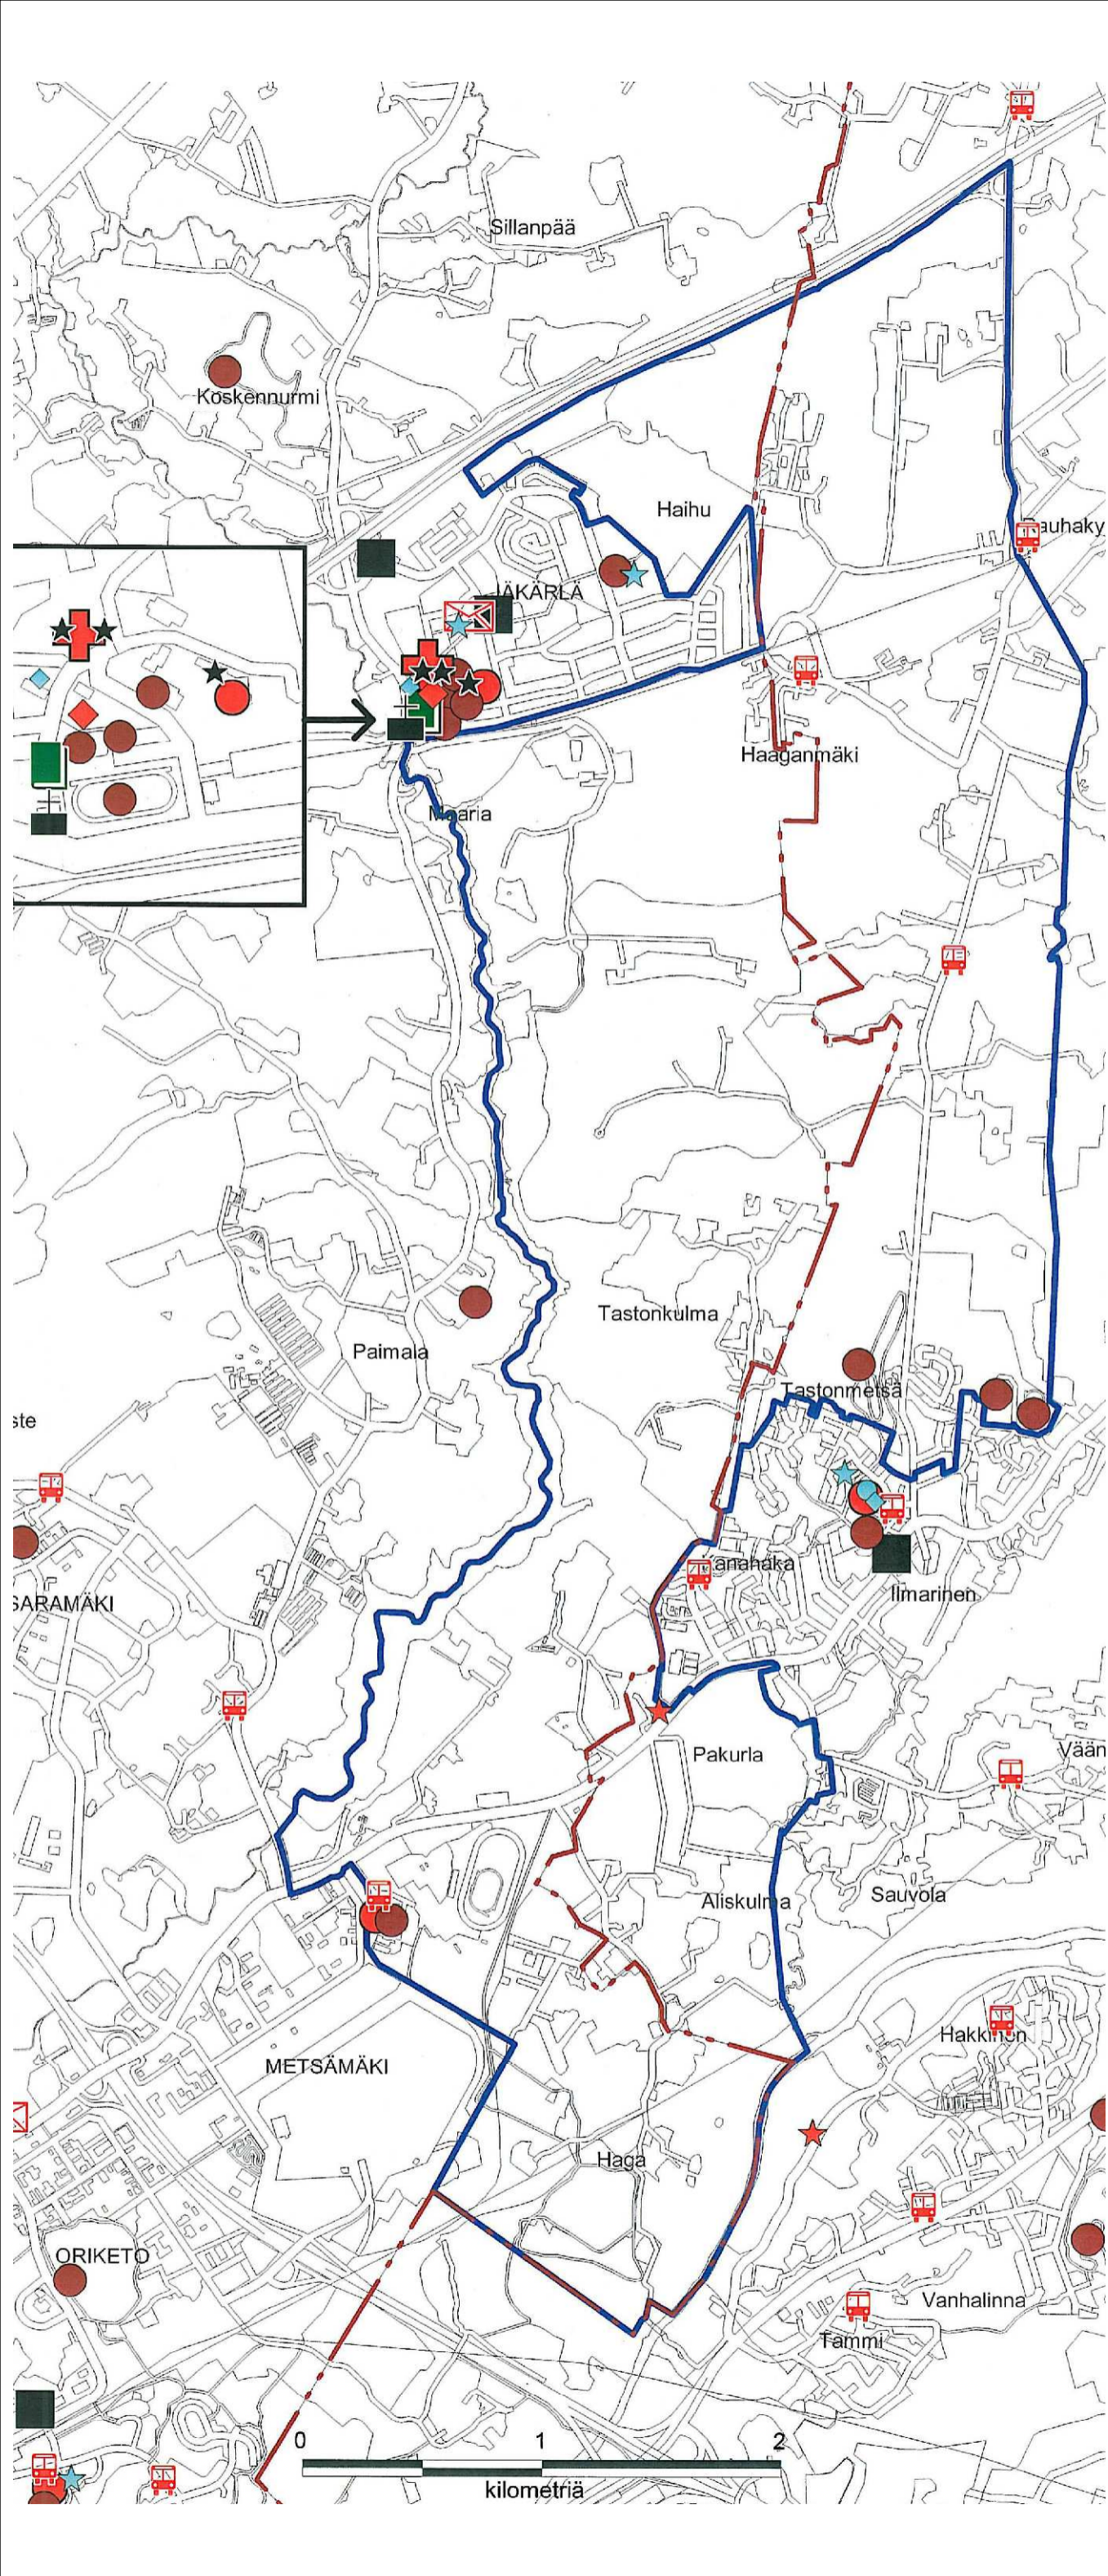 Sillanpää
Koskennurmi
Haihu
JÄKÄRLÄ
Haaganmäki
Maaria
Tastonkulma
Paimala
Tastonmetsä
Ilmarinen
SARAMÄKI
Pakurla
Sauvola
Aliskulma
Hakkinen
METSÄMÄKI
Haga
ORIKETO
Vanhalinna
Tammi
0 1 2
kilometriä